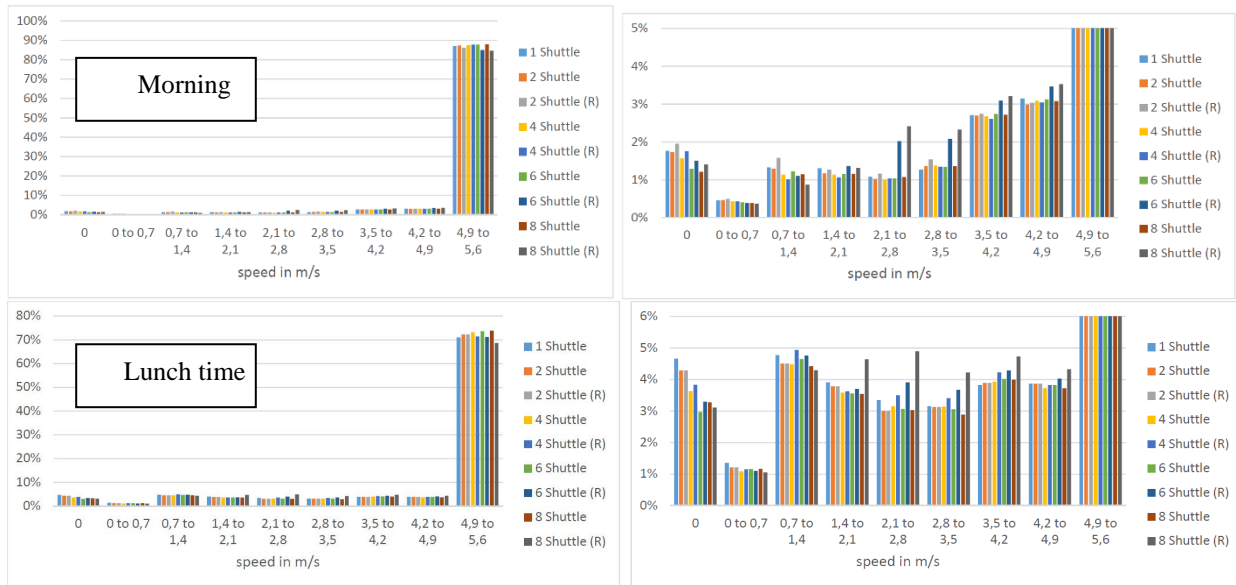 100%
90%
80%
70%
60%
50%
40%
30%
20%
10%
0%
Morning
0
0 to 0,7
0,7 to
1,4
1,4 to
2,1
2,1 to
2,8
2,8 to
3,5
3,5 to
4,2
4,2 to
4,9
4,9 to
5,6
speed in m/s
1 Shuttle
2 Shuttle
2 Shuttle (R)
4 Shuttle
4 Shuttle (R)
6 Shuttle
6 Shuttle (R)
8 Shuttle
8 Shuttle (R)
5%
4%
3%
2%
1%
0%
0
0 to 0,7
0,7 to
1,4
1,4 to
2,1
2,1 to
2,8
2,8 to
3,5
3,5 to
4,2
4,2 to
4,9
4,9 to
5,6
speed in m/s
1 Shuttle
2 Shuttle
2 Shuttle (R)
4 Shuttle
4 Shuttle (R)
6 Shuttle
6 Shuttle (R)
8 Shuttle
8 Shuttle (R)
80%
70%
60%
50%
40%
30%
20%
10%
0%
Lunch time
0
0 to 0,7
0,7 to
1,4
1,4 to
2,1
2,1 to
2,8
2,8 to
3,5
3,5 to
4,2
4,2 to
4,9
4,9 to
5,6
speed in m/s
1 Shuttle
2 Shuttle
2 Shuttle (R)
4 Shuttle
4 Shuttle (R)
6 Shuttle
6 Shuttle (R)
8 Shuttle
8 Shuttle (R)
6%
5%
4%
3%
2%
1%
0%
0
0 to 0,7
0,7 to
1,4
1,4 to
2,1
2,1 to
2,8
2,8 to
3,5
3,5 to
4,2
4,2 to
4,9
4,9 to
5,6
speed in m/s
1 Shuttle
2 Shuttle
2 Shuttle (R)
4 Shuttle
4 Shuttle (R)
6 Shuttle
6 Shuttle (R)
8 Shuttle
8 Shuttle (R)